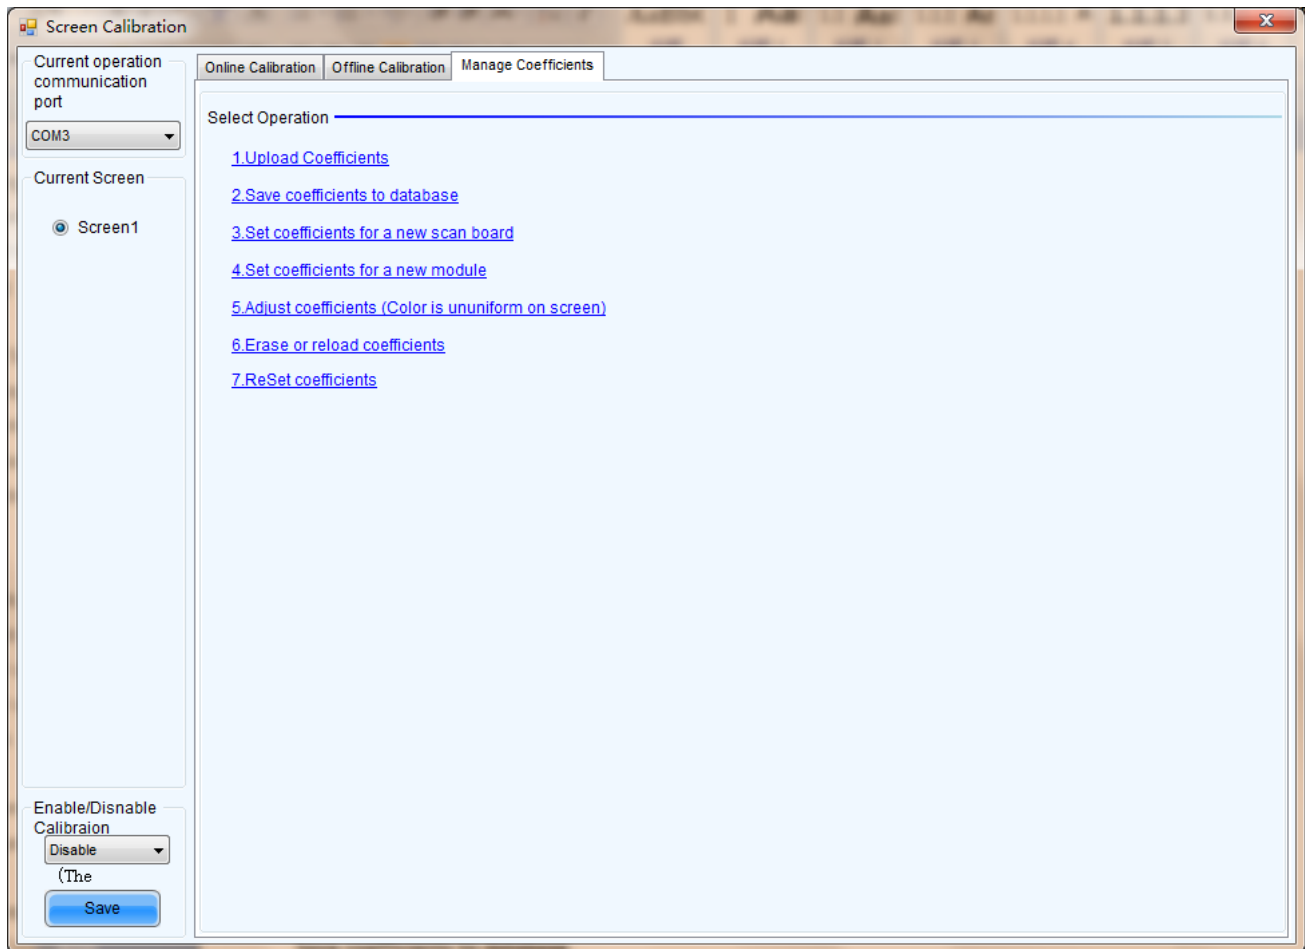 Screen Calibration
x
Current operation
communication
port
COM3
Current Screen
Screen1
Enable/Disnable
Calibraion
Disable
(The
Save
Online Calibration
Offline Calibration
Manage Coefficients
Select Operation
1.Upload Coefficients
2.Save coefficients to database
3.Set coefficients for a new scan board
4.Set coefficients for a new module
5.Adjust coefficients (Color is ununiform on screen)
6.Erase or reload coefficients
7.ReSet coefficients